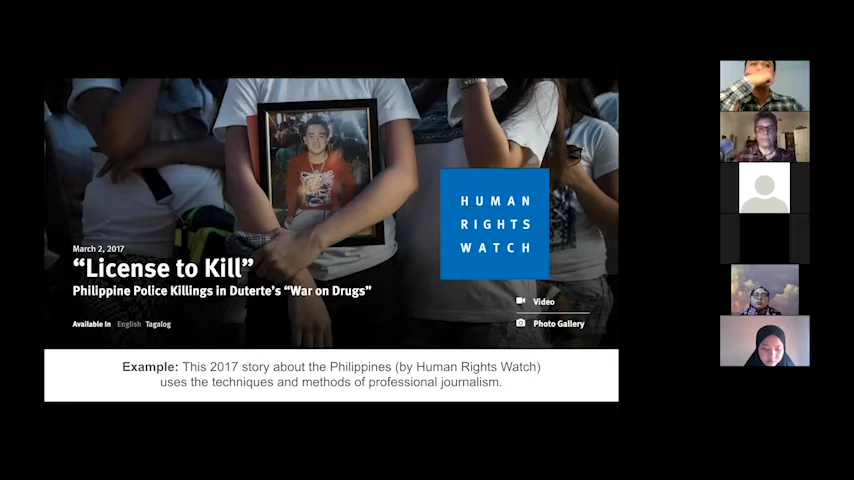 March 2, 2017
“License to Kill”
Philippine Police Killings in Duterte’s “War on Drugs”
Available In English Tagalog
HUMAN
RIGHTS
WATCH
Video
Photo Gallery
Example: This 2017 story about the Philippines (by Human Rights Watch)
uses the techniques and methods of professional journalism.